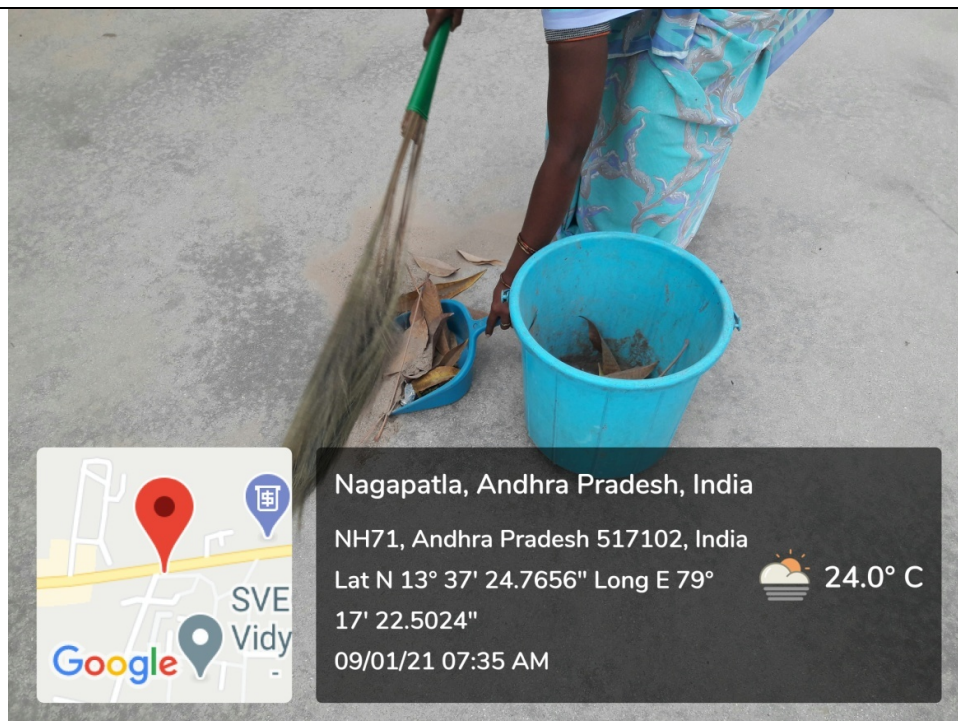 Nagapatla, Andhra Pradesh, India
NH71, Andhra Pradesh 517102, India
Lat N 13° 37' 24.7656" Long E 79°
17' 22.5024"
24.0° C
09/01/21 07:35 AM
SVE
Vidy
-
Google